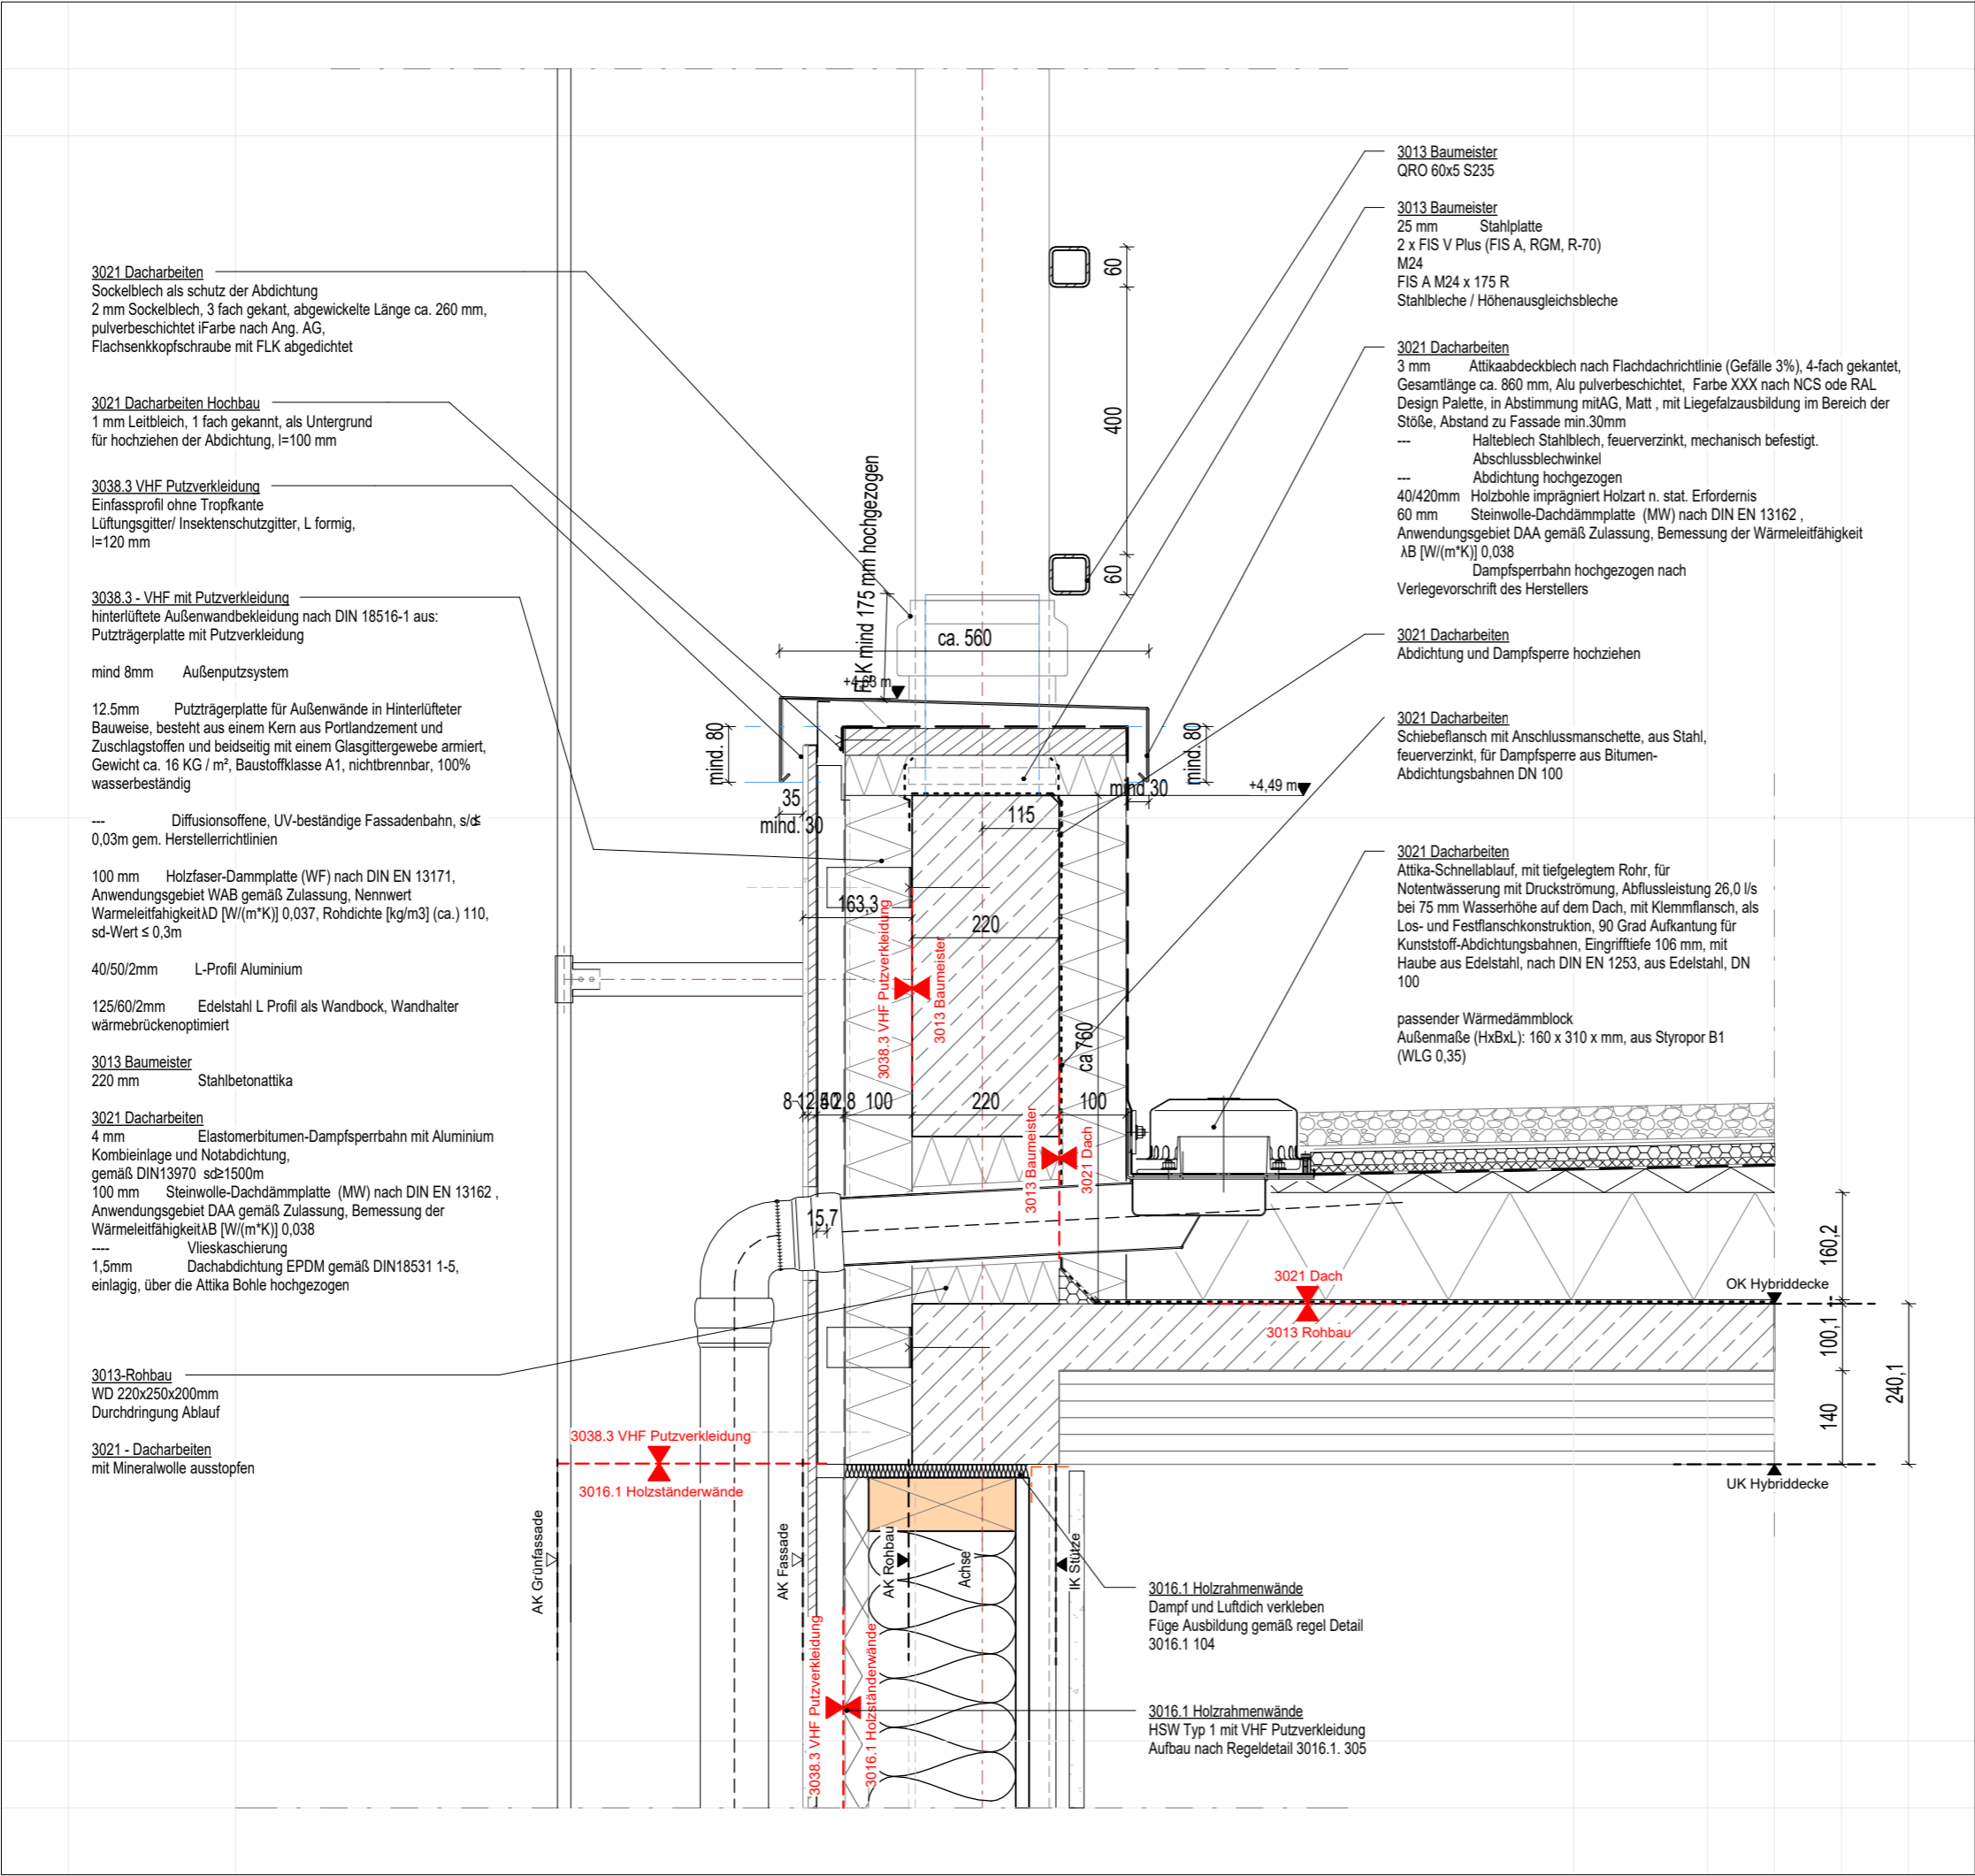 3021 Dacharbeiten
Sockelblech als schutz der Abdichtung
2 mm Sockelblech, 3 fach gekant, abgewickelte Länge ca. 260 mm,
pulverbeschichtet iFarbe nach Ang. AG,
Flachsenkkopfschraube mit FLK abgedichtet
3021 Dacharbeiten Hochbau
1 mm Leitbleich, 1 fach gekannt, als Untergrund
für hochziehen der Abdichtung, l=100 mm
3038.3 VHF Putzverkleidung
Einfassprofil ohne Tropfkante
Lüftungsgitter/ Insektenschutzgitter, L formig,
l=120 mm
3038.3 - VHF mit Putzverkleidung
hinterlüftete Außenwandbekleidung nach DIN 18516-1 aus:
Putzträgerplatte mit Putzverkleidung
mind 8mm Außenputzsystem
12.5mm Putzträgerplatte für Außenwände in Hinterlüfteter
Bauweise, besteht aus einem Kern aus Portlandzement und
Zuschlagstoffen und beidseitig mit einem Glasgittergewebe armiert,
Gewicht ca. 16 KG / m², Baustoffklasse A1, nichtbrennbar, 100%
wasserbeständig
--- Diffusionsoffene, UV-beständige Fassadenbahn, s/d≤
0,03m gem. Herstellerrichtlinien
100 mm Holzfaser-Dammplatte (WF) nach DIN EN 13171,
Anwendungsgebiet WAB gemäß Zulassung, Nennwert
WarmeleitfahigkeitλD [W/(m*K)] 0,037, Rohdichte [kg/m3] (ca.) 110,
sd-Wert ≤ 0,3m
40/50/2mm L-Profil Aluminium
125/60/2mm Edelstahl L Profil als Wandbock, Wandhalter
wärmebrückenoptimiert
3013 Baumeister
220 mm Stahlbetonattika
3021 Dacharbeiten
4 mm Elastomerbitumen-Dampfsperrbahn mit Aluminium
Kombieinlage und Notabdichtung,
gemäß DIN13970 sd≥1500m
100 mm Steinwolle-Dachdämmplatte (MW) nach DIN EN 13162 ,
Anwendungsgebiet DAA gemäß Zulassung, Bemessung der
WärmeleitfähigkeitλB [W/(m*K)] 0,038
---- Vlieskaschierung
1,5mm Dachabdichtung EPDM gemäß DIN18531 1-5,
einlagig, über die Attika Bohle hochgezogen
3013-Rohbau
WD 220x250x200mm
Durchdringung Ablauf
3021 - Dacharbeiten
mit Mineralwolle ausstopfen
3013 Baumeister
QRO 60x5 S235
3013 Baumeister
25 mm Stahlplatte
2 x FIS V Plus (FIS A, RGM, R-70)
M24
FIS A M24 x 175 R
Stahlbleche / Höhenausgleichsbleche
3021 Dacharbeiten
3 mm Attikaabdeckblech nach Flachdachrichtlinie (Gefälle 3%), 4-fach gekantet,
Gesamtlänge ca. 860 mm, Alu pulverbeschichtet, Farbe XXX nach NCS ode RAL
Design Palette, in Abstimmung mitAG, Matt , mit Liegefalzausbildung im Bereich der
Stöße, Abstand zu Fassade min.30mm
--- Halteblech Stahlblech, feuerverzinkt, mechanisch befestigt.
Abschlussblechwinkel
--- Abdichtung hochgezogen
40/420mm Holzbohle imprägniert Holzart n. stat. Erfordernis
60 mm Steinwolle-Dachdämmplatte (MW) nach DIN EN 13162 ,
Anwendungsgebiet DAA gemäß Zulassung, Bemessung der Wärmeleitfähigkeit
λB [W/(m*K)] 0,038
Dampfsperrbahn hochgezogen nach
Verlegevorschrift des Herstellers
3021 Dacharbeiten
Abdichtung und Dampfsperre hochziehen
3021 Dacharbeiten
Schiebeflansch mit Anschlussmanschette, aus Stahl,
feuerverzinkt, für Dampfsperre aus Bitumen-
Abdichtungsbahnen DN 100
3021 Dacharbeiten
Attika-Schnellablauf, mit tiefgelegtem Rohr, für
Notentwässerung mit Druckströmung, Abflussleistung 26,0 l/s
bei 75 mm Wasserhöhe auf dem Dach, mit Klemmflansch, als
Los- und Festflanschkonstruktion, 90 Grad Aufkantung für
Kunststoff-Abdichtungsbahnen, Eingrifftiefe 106 mm, mit
Haube aus Edelstahl, nach DIN EN 1253, aus Edelstahl, DN
100
passender Wärmedämmblock
Außenmaße (HxBxL): 160 x 310 x mm, aus Styropor B1
(WLG 0,35)
3016.1 Holzrahmenwände
Dampf und Luftdich verkleben
Füge Ausbildung gemäß regel Detail
3016.1 104
3016.1 Holzrahmenwände
HSW Typ 1 mit VHF Putzverkleidung
Aufbau nach Regeldetail 3016.1. 305
60
400
60
FLK mind 175 mm hochgezogen
ca. 560
+4,63 m
mind. 80
mind. 80
+4,49 m
mind 30
35
mind. 30
115
163,3
220
3038.3 VHF Putzverkleidung
3013 Baumeister
ca 760
8
100
220
100
3013 Baumeister
3021 Dach
15,7
3021 Dach
3013 Rohbau
160,2
OK Hybriddecke
100,1
240,1
140
UK Hybriddecke
3038.3 VHF Putzverkleidung
3016.1 Holzständerwände
AK Grünfassade
AK Fassade
AK Rohbau
Achse
IK Stütze
3038.3 VHF Putzverkleidung
3016.1 Holzständerwände